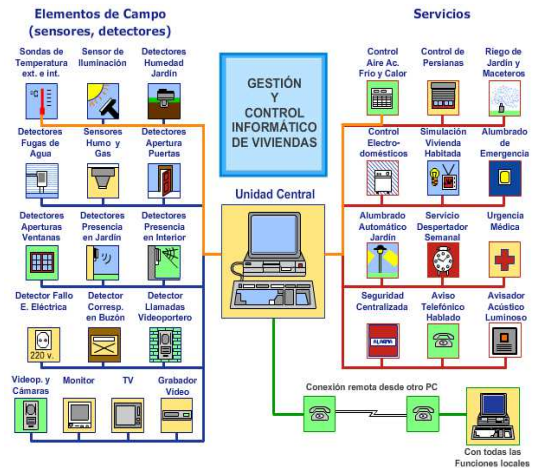 Elementos de Campo
(sensores, detectores)
Servicios
Sondas de
Temperatura
ext. e int.
Sensor de
Iluminación
Detectores
Humedad
Jardín
°C
GESTIÓN
Y
CONTROL
INFORMÁTICO
DE VIVIENDAS
Control
Aire Ac.
Frio y Calor
Control de
Persianas
Riego de
Jardín y
Maceteros
Detectores
Fugas de
Agua
Sensores
Humo y
Gas
Detectores
Apertura
Puertas
Control
Electro-
domésticos
Simulación
Vivienda
Habitada
Alumbrado
de
Emergencia
Unidad Central
Detectores
Aperturas
Ventanas
Detectores
Presencia
en Jardín
Detectores
Presencia
en Interior
Alumbrado
Automático
Jardín
Servicio
Despertador
Semanal
Urgencia
Médica
Detector Fallo
E. Eléctrica
Detector
Corresp.
en Buzón
Detector
Llamadas
Videoportero
220 v.
Seguridad
Centralizada
Aviso
Telefónico
Hablado
Avisador
Acústico
Luminoso
ALARMA
Videop. y
Cámaras
Monitor
TV
Grabador
Video
Conexión remota desde otro PC
Con todas las
Funciones locales